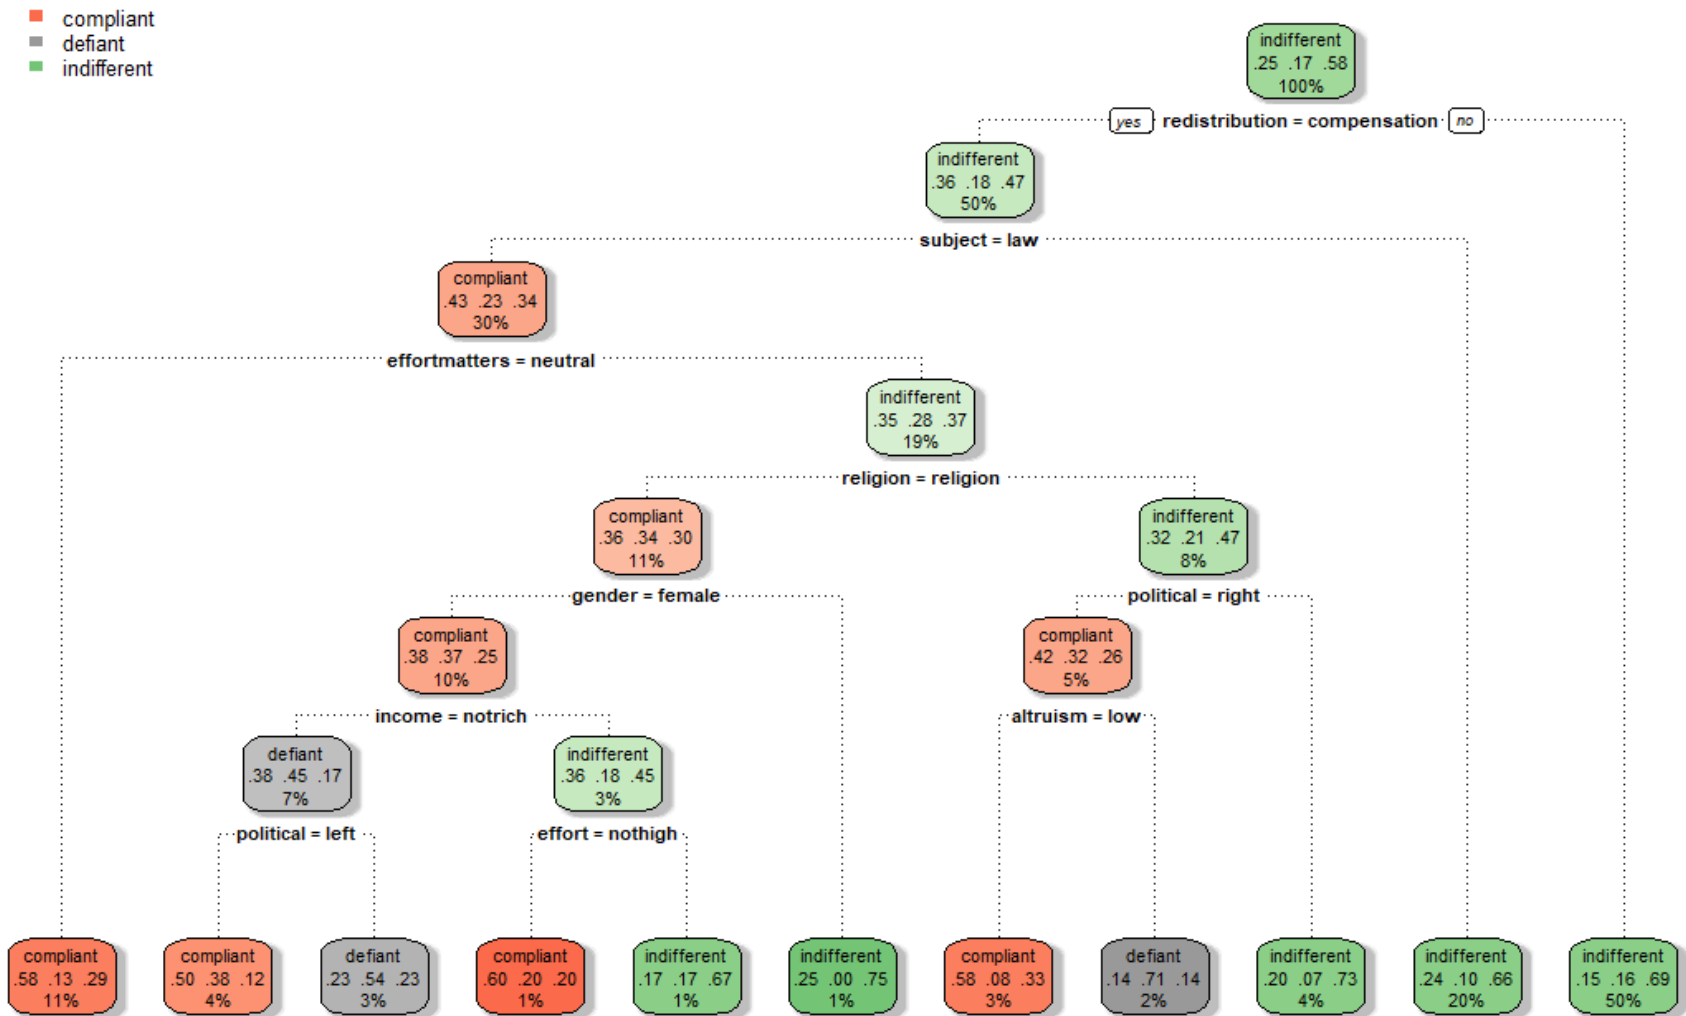 compliant
defiant
indifferent
indifferent
.25 .17 .58
100%
yes redistribution = compensation no
indifferent
.36 .18 .47
50%
subject = law
compliant
.43 .23 .34
30%
effortmatters = neutral
indifferent
.35 .28 .37
19%
religion = religion
compliant
.36 .34 .30
11%
indifferent
.32 .21 .47
8%
gender = female
political = right
compliant
.38 .37 .25
10%
compliant
.42 .32 .26
5%
income = notrich
altruism = low
defiant
.38 .45 .17
7%
indifferent
.36 .18 .45
3%
political = left
effort = nothigh
compliant
.58 .13 .29
11%
compliant
.50 .38 .12
4%
defiant
.23 .54 .23
3%
compliant
.60 .20 .20
1%
indifferent
.17 .17 .67
1%
indifferent
.25 .00 .75
1%
compliant
.58 .08 .33
3%
defiant
.14 .71 .14
2%
indifferent
.20 .07 .73
4%
indifferent
.24 .10 .66
20%
indifferent
.15 .16 .69
50%